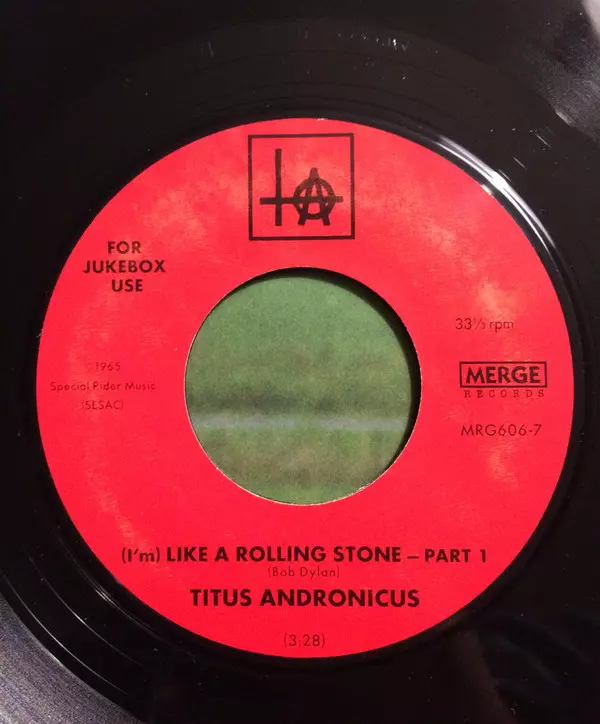 FOR
JUKEBOX
USE
33⅓ rpm
1965
Special Rider Music
(SESAC)
MERGE
RECORDS
MRG606-7
(I'm) LIKE A ROLLING STONE – PART 1
(Bob Dylan)
TITUS ANDRONICUS
(3:28)